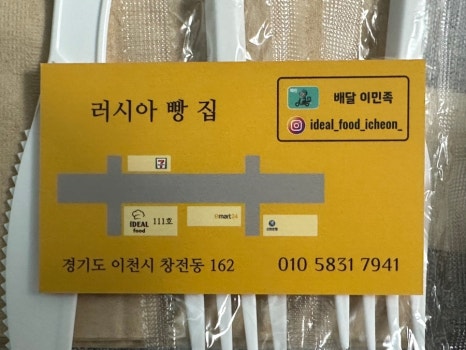 러시아 빵 집
배달 이민족
ideal_food_icheon_
7
IDEAL
food
111호
emart24
경기도 이천시 창전동 162
010 5831 7941